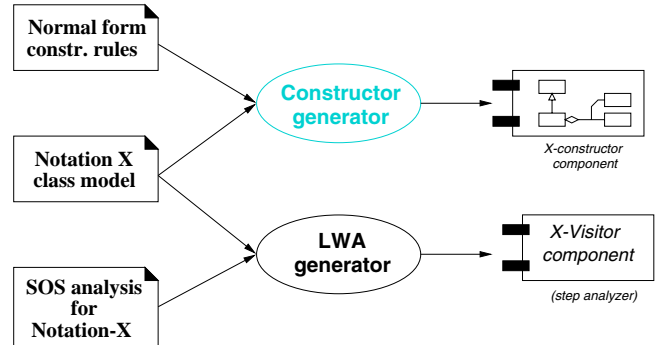 Normal form
constr. rules
Constructor
generator
X-constructor
component
Notation X
class model
LWA
generator
X-Visitor
component
(step analyzer)
SOS analysis
for
Notation-X